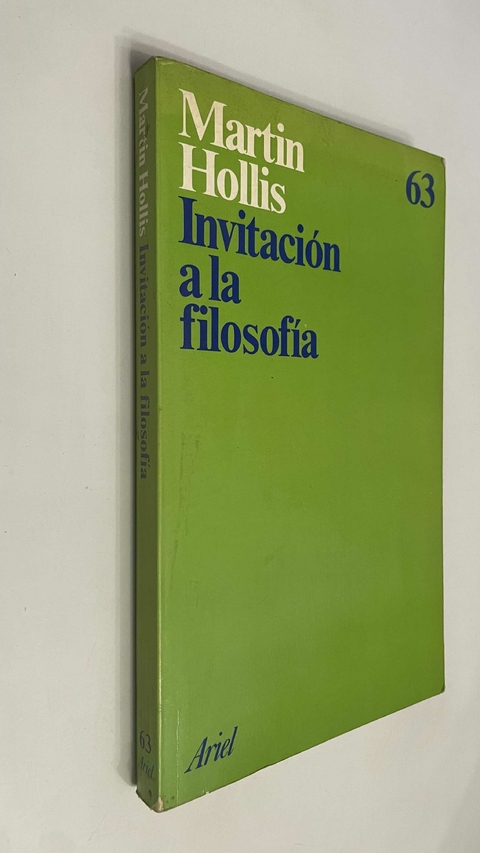 Martin
Hollis
Invitación
a la
filosofía
63
Ariel
Martin Hollis Invitación a la filosofía
63
Ariel